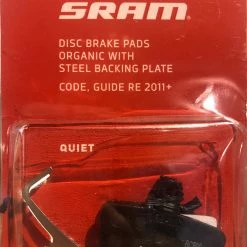 SRAM
DISC BRAKE PADS
ORGANIC WITH
STEEL BACKING PLATE
CODE, GUIDE RE 2011+
QUIET